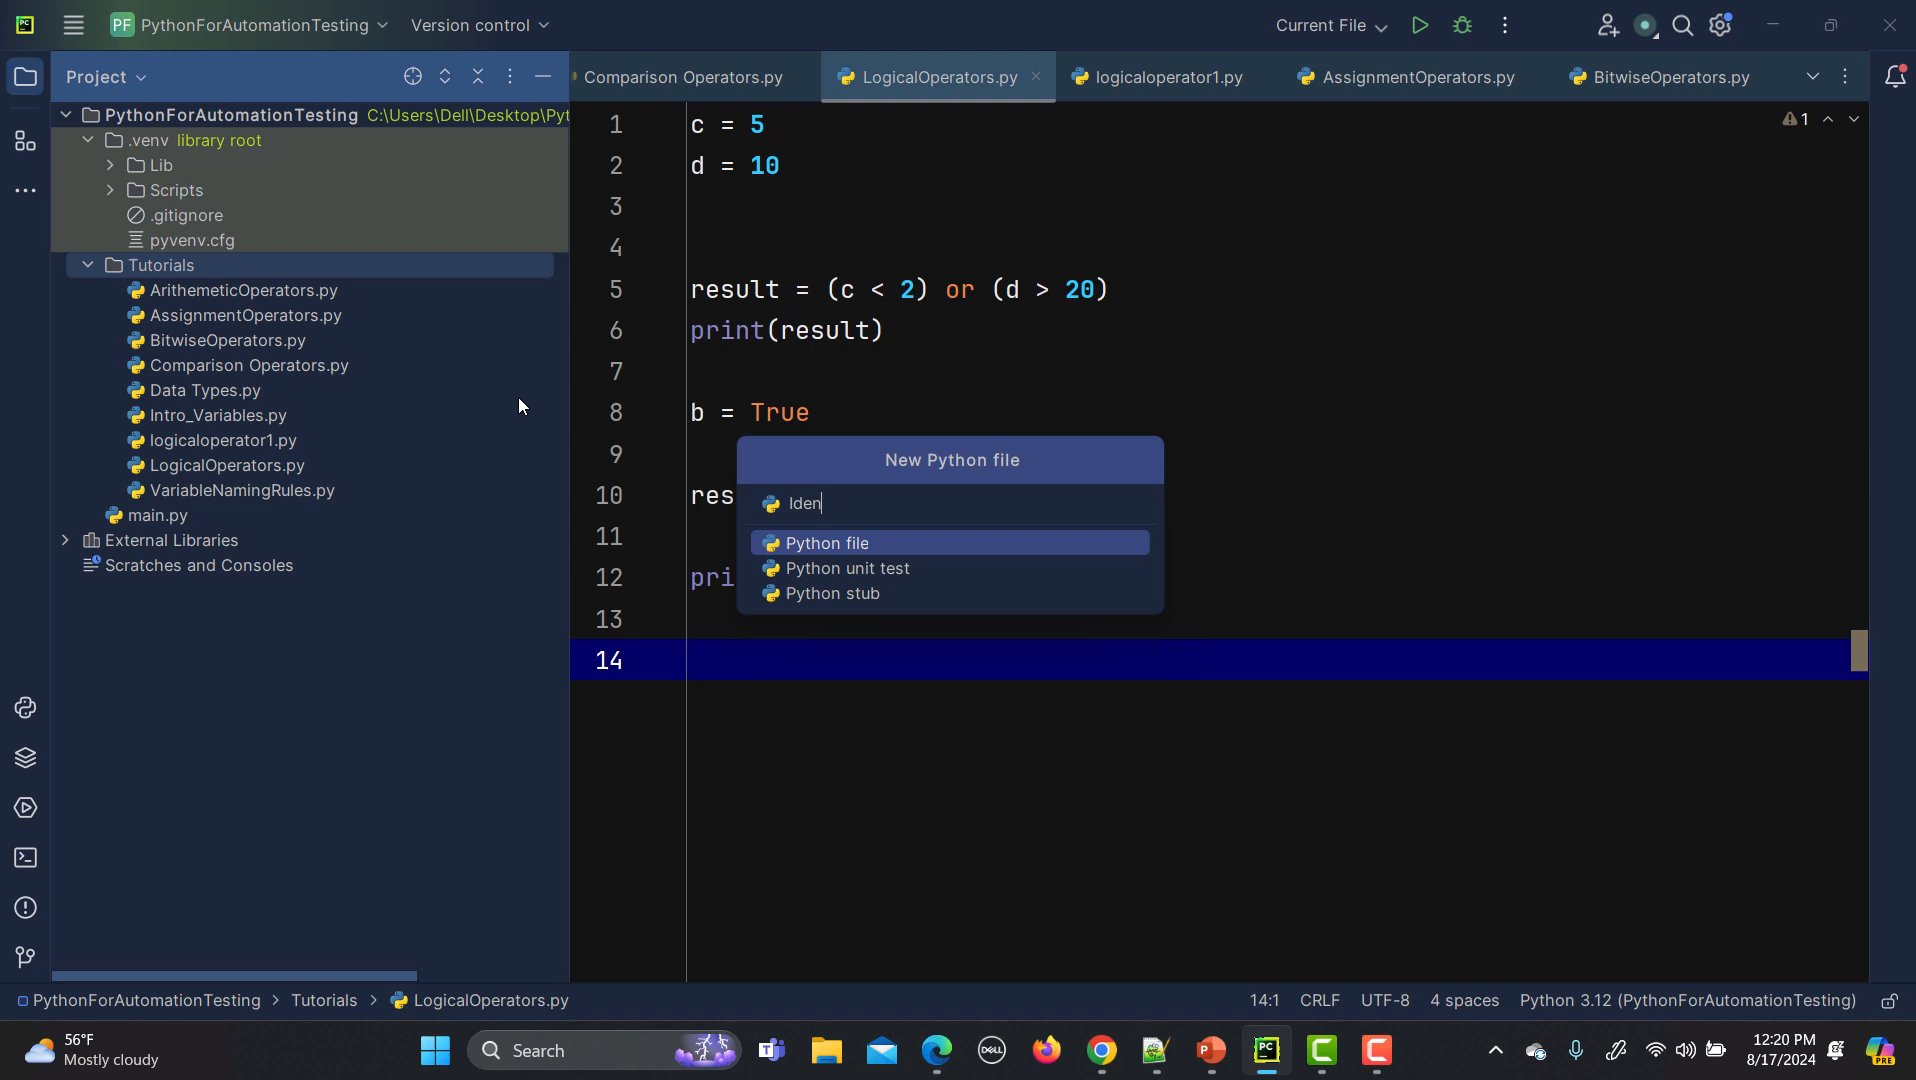 PC
PF PythonForAutomationTesting
Version control
Current File
Project
Comparison Operators.py
LogicalOperators.py
logicaloperator1.py
AssignmentOperators.py
BitwiseOperators.py
PythonForAutomationTesting C:\Users\Dell\Desktop\Pyt
.venv library root
Lib
Scripts
.gitignore
pyvenv.cfg
Tutorials
ArithemeticOperators.py
AssignmentOperators.py
BitwiseOperators.py
Comparison Operators.py
Data Types.py
Intro_Variables.py
logicaloperator1.py
LogicalOperators.py
VariableNamingRules.py
main.py
External Libraries
Scratches and Consoles
1 c = 5
2 d = 10
3
4
5 result = (c < 2) or (d > 20)
6 print(result)
7
8 b = True
9
10 res
11
12 pri
13
14
1
New Python file
Iden
Python file
Python unit test
Python stub
PythonForAutomationTesting > Tutorials > LogicalOperators.py
14:1 CRLF UTF-8 4 spaces Python 3.12 (PythonForAutomationTesting)
56°F
Mostly cloudy
Search
DELL
12:20 PM
8/17/2024
PRE